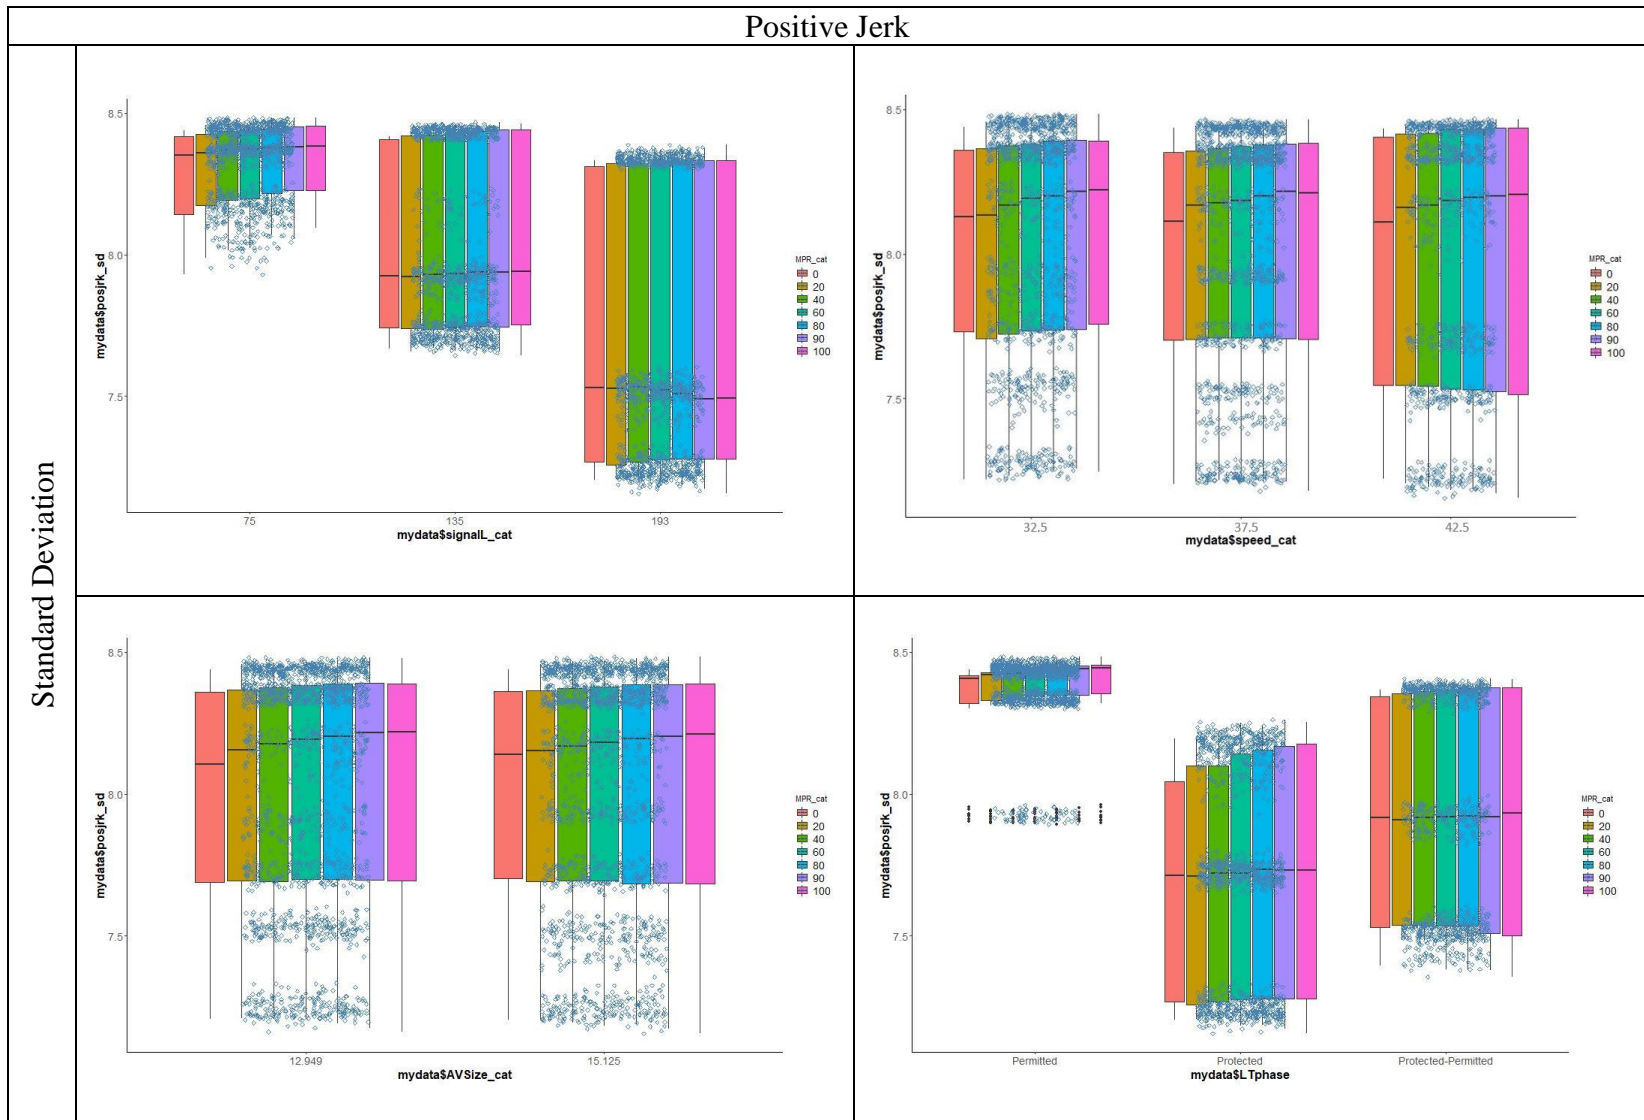 Positive Jerk
Standard Deviation
8.5
8.0
7.5
mydata$posjrk_sd
75
135
193
mydata$signalL_cat
MPR_cat
0
20
40
60
80
90
100
8.5
8.0
7.5
mydata$posjrk_sd
32.5
37.5
42.5
mydata$speed_cat
MPR_cat
0
20
40
60
80
90
100
8.5
8.0
7.5
mydata$posjrk_sd
12.949
15.125
mydata$AVSize_cat
MPR_cat
0
20
40
60
80
90
100
8.5
8.0
7.5
mydata$posjrk_sd
Permitted
Protected
Protected-Permitted
mydata$LTphase
MPR_cat
0
20
40
60
80
90
100